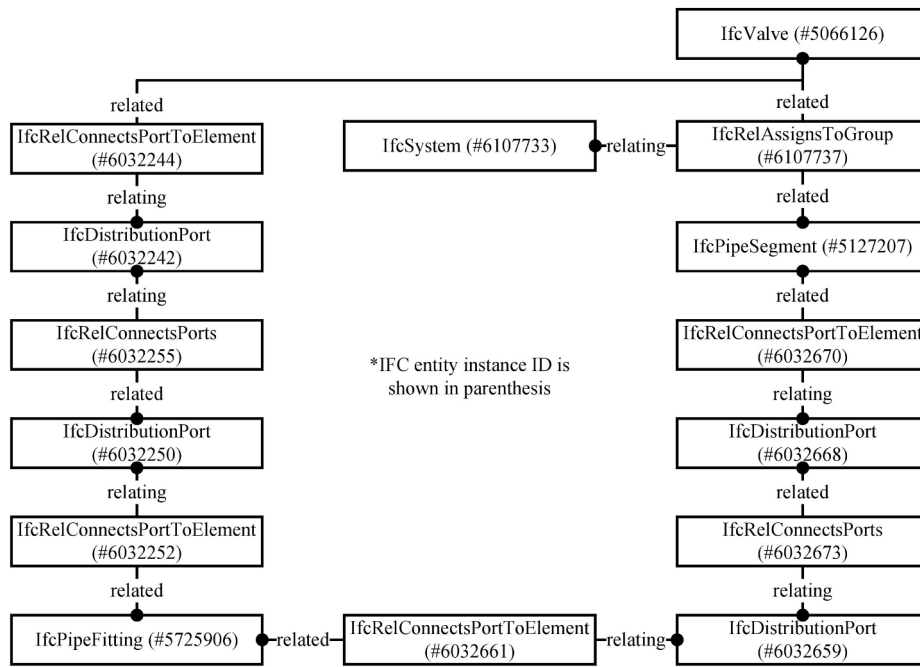 IfcValve (#5066126)
related
related
IfcRelConnectsPortToElement
(#6032244)
IfcSystem (#6107733)
relating
IfcRelAssignsToGroup
(#6107737)
relating
related
IfcDistributionPort
(#6032242)
IfcPipeSegment (#5127207)
relating
related
IfcRelConnectsPorts
(#6032255)
*IFC entity instance ID is
shown in parenthesis
IfcRelConnectsPortToElement
(#6032670)
related
relating
IfcDistributionPort
(#6032250)
IfcDistributionPort
(#6032668)
relating
related
IfcRelConnectsPortToElement
(#6032252)
IfcRelConnectsPorts
(#6032673)
related
relating
IfcPipeFitting (#5725906)
related
IfcRelConnectsPortToElement
(#6032661)
relating
IfcDistributionPort
(#6032659)